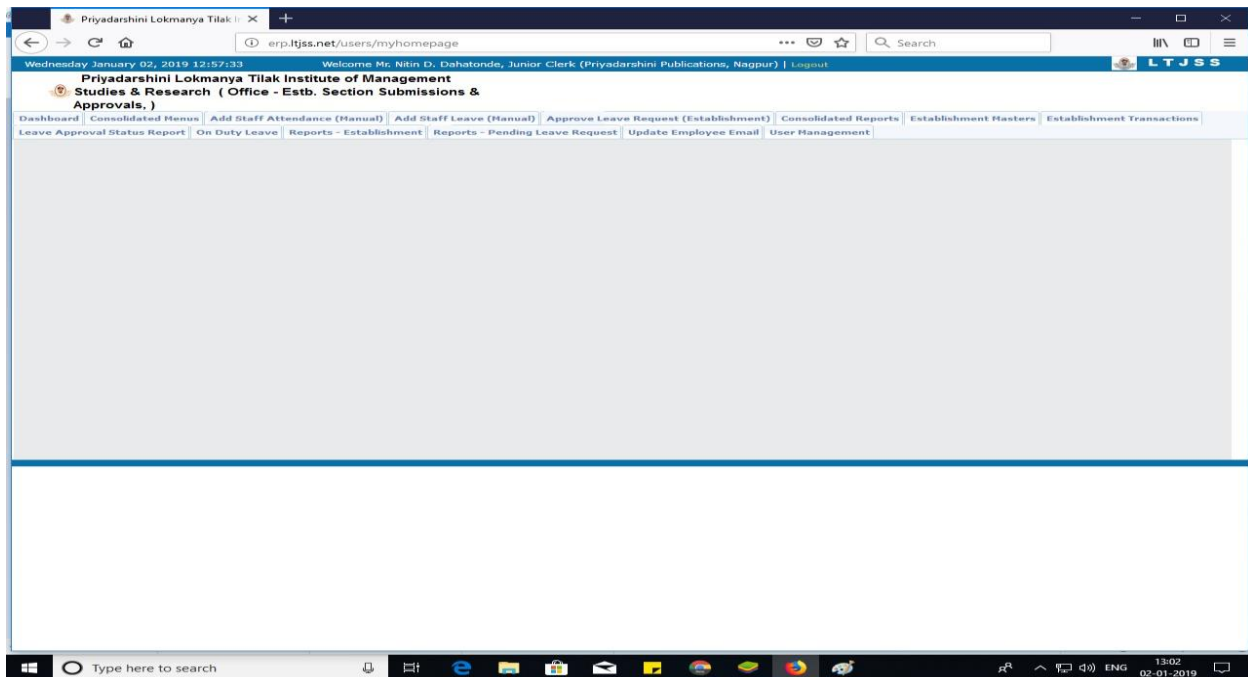 Priyadarshini Lokmanya Tilak I
erp.ltjss.net/users/myhomepage
Search
Wednesday January 02, 2019 12:57:33 Welcome Mr. Nitin D. Dahatonde, Junior Clerk (Priyadarshini Publications, Nagpur) | Logout LTJSS
Priyadarshini Lokmanya Tilak Institute of Management
Studies & Research ( Office - Estb. Section Submissions &
Approvals, )
Dashboard Consolidated Menus Add Staff Attendance (Manual) Add Staff Leave (Manual) Approve Leave Request (Establishment) Consolidated Reports Establishment Masters Establishment Transactions
Leave Approval Status Report On Duty Leave Reports - Establishment Reports - Pending Leave Request Update Employee Email User Management
Type here to search
ENG
13:02
02-01-2019